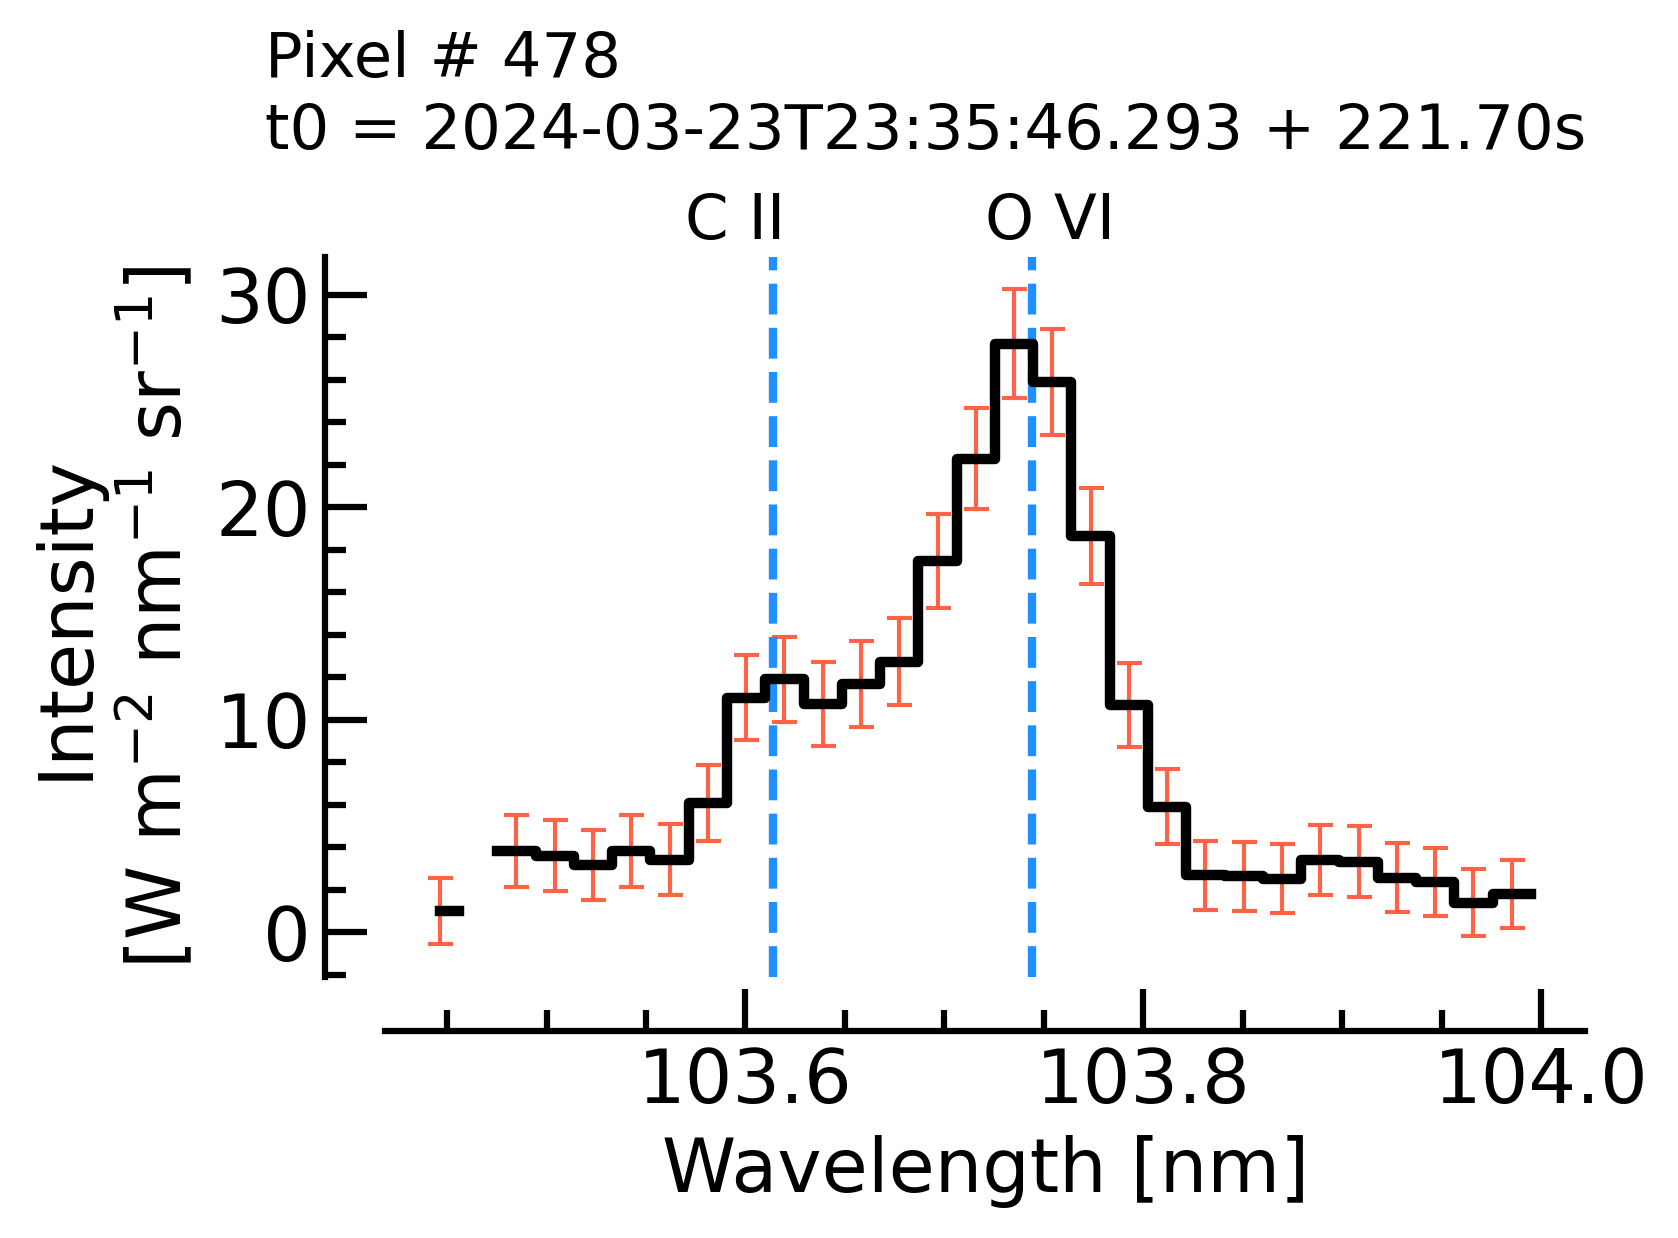 Pixel # 478
t0 = 2024-03-23T23:35:46.293 + 221.70s
C II O VI
Intensity
[W m⁻² nm⁻¹ sr⁻¹]
30
20
10
0
103.6 103.8 104.0
Wavelength [nm]